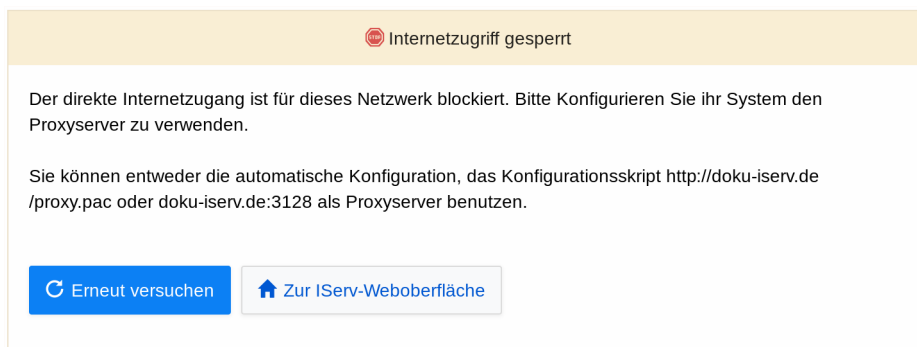 STOP Internetzugriff gesperrt
Der direkte Internetzugang ist für dieses Netzwerk blockiert. Bitte Konfigurieren Sie ihr System den
Proxyserver zu verwenden.
Sie können entweder die automatische Konfiguration, das Konfigurationsskript http://doku-iserv.de
/proxy.pac oder doku-iserv.de:3128 als Proxyserver benutzen.
Erneut versuchen
Zur IServ-Weboberfläche